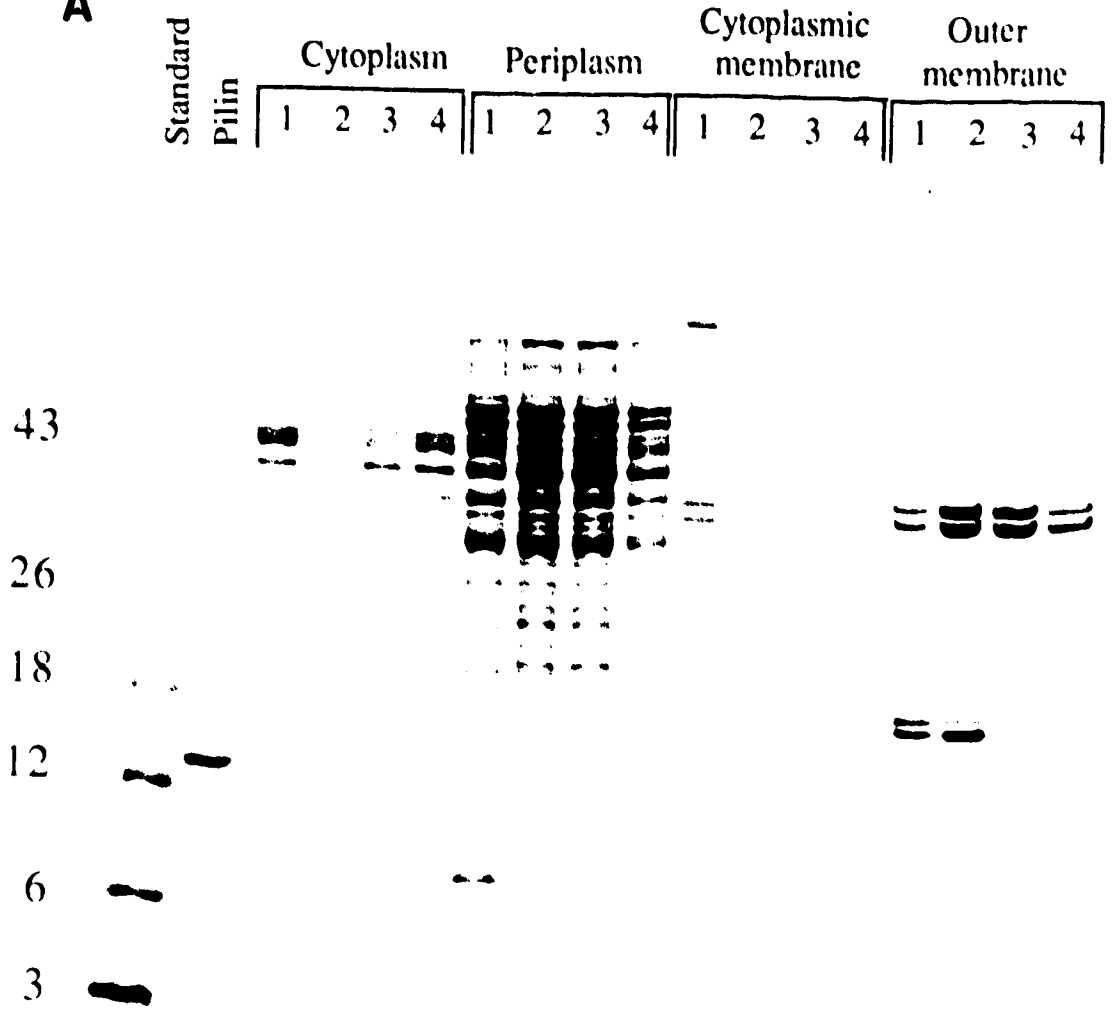 A
Standard
Pilin
Cytoplasm
Periplasm
Cytoplasmic
membrane
Outer
membrane
1 2 3 4 1 2 3 4 1 2 3 4 1 2 3 4
43
26
18
12
6
3